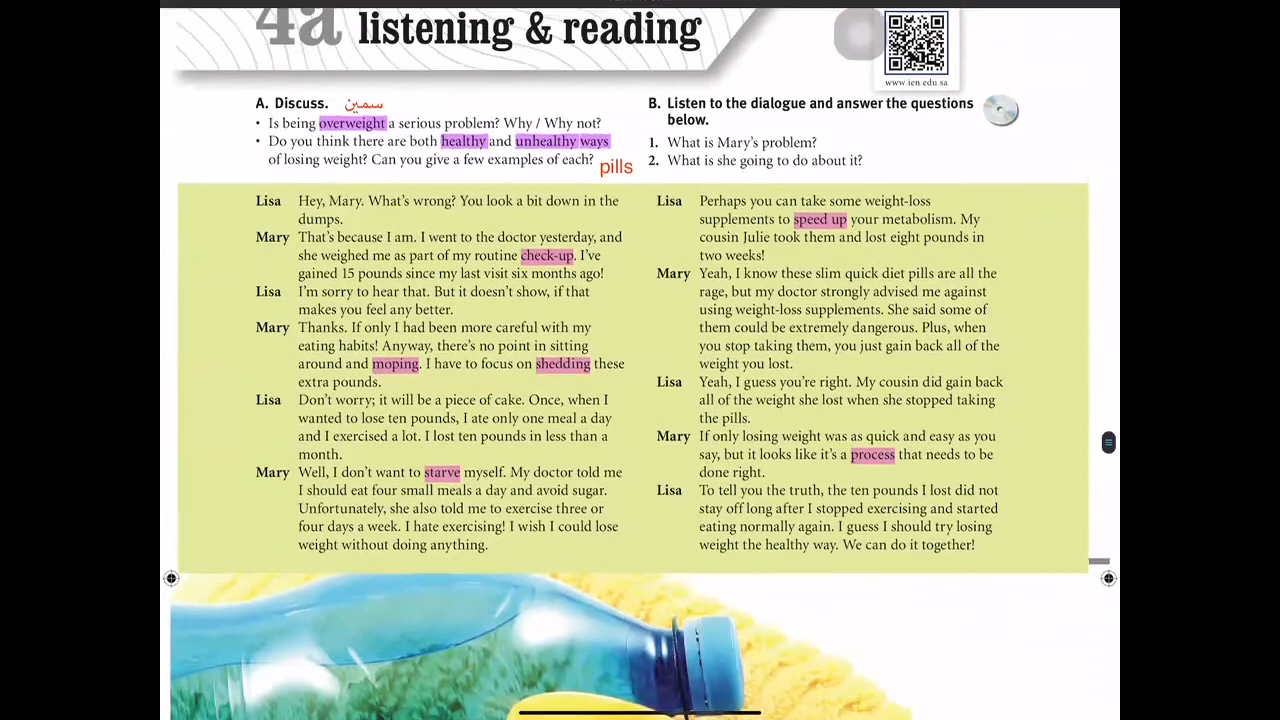 4a listening & reading
www.ien.edu.sa
A. Discuss. سمين
• Is being overweight a serious problem? Why / Why not?
• Do you think there are both healthy and unhealthy ways
of losing weight? Can you give a few examples of each?
pills
B. Listen to the dialogue and answer the questions
below.
1. What is Mary's problem?
2. What is she going to do about it?
Lisa Hey, Mary. What's wrong? You look a bit down in the
dumps.
Mary That's because I am. I went to the doctor yesterday, and
she weighed me as part of my routine check-up. I've
gained 15 pounds since my last visit six months ago!
Lisa I'm sorry to hear that. But it doesn't show, if that
makes you feel any better.
Mary Thanks. If only I had been more careful with my
eating habits! Anyway, there's no point in sitting
around and moping. I have to focus on shedding these
extra pounds.
Lisa Don't worry; it will be a piece of cake. Once, when I
wanted to lose ten pounds, I ate only one meal a day
and I exercised a lot. I lost ten pounds in less than a
month.
Mary Well, I don't want to starve myself. My doctor told me
I should eat four small meals a day and avoid sugar.
Unfortunately, she also told me to exercise three or
four days a week. I hate exercising! I wish I could lose
weight without doing anything.
Lisa Perhaps you can take some weight-loss
supplements to speed up your metabolism. My
cousin Julie took them and lost eight pounds in
two weeks!
Mary Yeah, I know these slim quick diet pills are all the
rage, but my doctor strongly advised me against
using weight-loss supplements. She said some of
them could be extremely dangerous. Plus, when
you stop taking them, you just gain back all of the
weight you lost.
Lisa Yeah, I guess you're right. My cousin did gain back
all of the weight she lost when she stopped taking
the pills.
Mary If only losing weight was as quick and easy as you
say, but it looks like it's a process that needs to be
done right.
Lisa To tell you the truth, the ten pounds I lost did not
stay off long after I stopped exercising and started
eating normally again. I guess I should try losing
weight the healthy way. We can do it together!